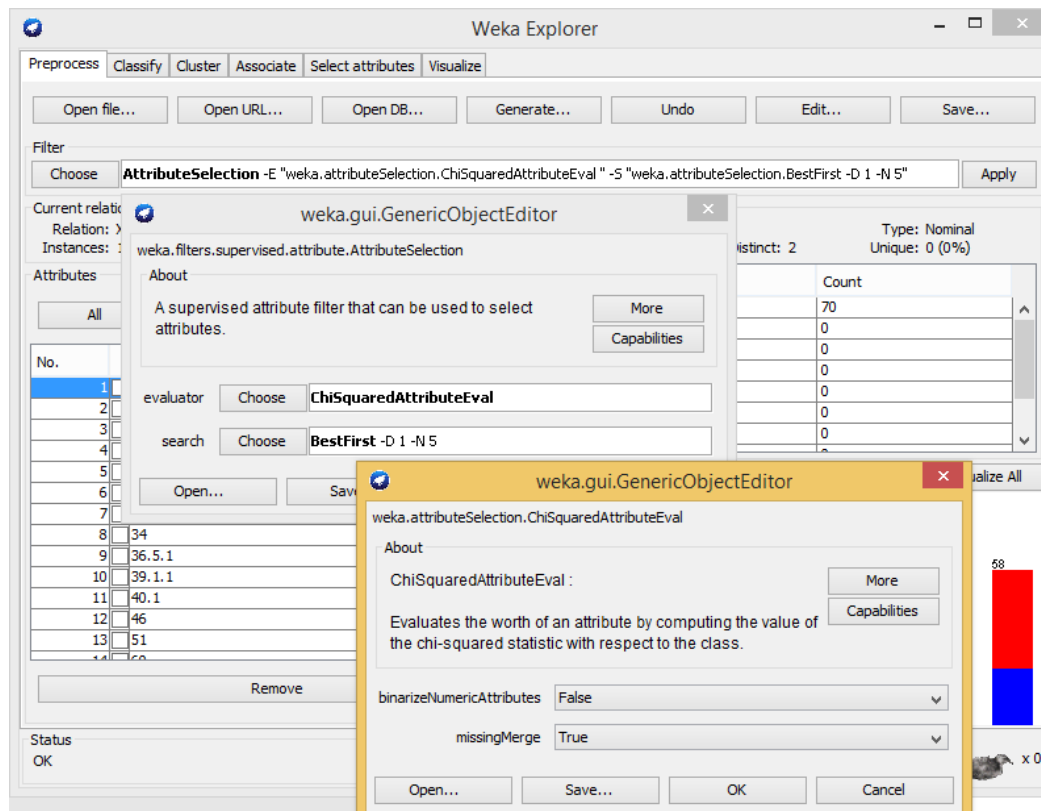 Weka Explorer
Preprocess Classify Cluster Associate Select attributes Visualize
Open file... Open URL... Open DB... Generate... Undo Edit... Save...
Filter
Choose AttributeSelection -E "weka.attributeSelection.ChiSquaredAttributeEval " -S "weka.attributeSelection.BestFirst -D 1 -N 5" Apply
Current relatio
Relation: X
Instances: 1
Attributes
All
No.
1
2
3
4
5
6
7
8 34
9 36.5.1
10 39.1.1
11 40.1
12 46
13 51
14
Remove
Status
OK
weka.gui.GenericObjectEditor
weka.filters.supervised.attribute.AttributeSelection
About
A supervised attribute filter that can be used to select
attributes.
More
Capabilities
evaluator Choose ChiSquaredAttributeEval
search Choose BestFirst -D 1 -N 5
Open... Sav
Type: Nominal
istinct: 2 Unique: 0 (0%)
Count
70
0
0
0
0
0
0
ualize All
58
x 0
weka.gui.GenericObjectEditor
weka.attributeSelection.ChiSquaredAttributeEval
About
ChiSquaredAttributeEval :
Evaluates the worth of an attribute by computing the value of
the chi-squared statistic with respect to the class.
More
Capabilities
binarizeNumericAttributes False
missingMerge True
Open... Save... OK Cancel